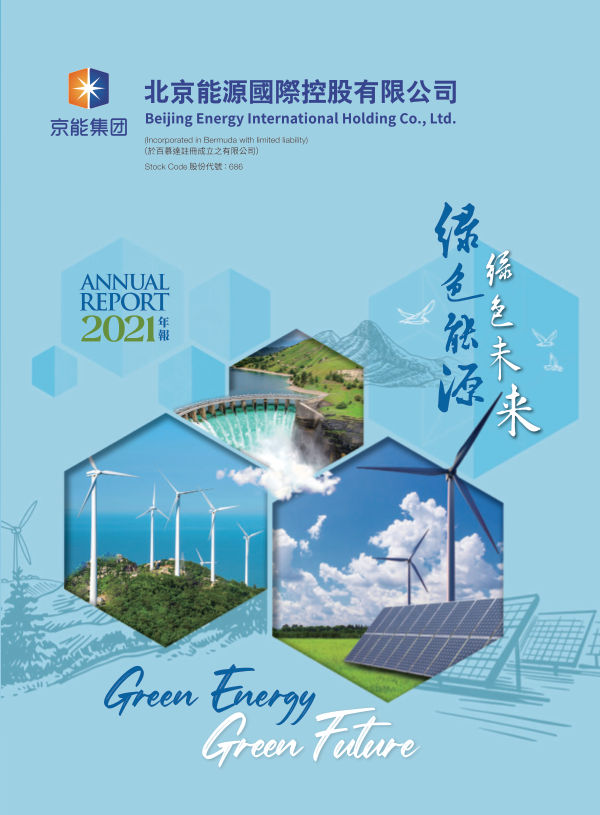 京能集团
北京能源國際控股有限公司
Beijing Energy International Holding Co., Ltd.
(Incorporated in Bermuda with limited liability)
(於百慕達註冊成立之有限公司)
Stock Code 股份代號：686
ANNUAL
REPORT
2021 年報
绿色能源
绿色未来
Green Energy
Green Future